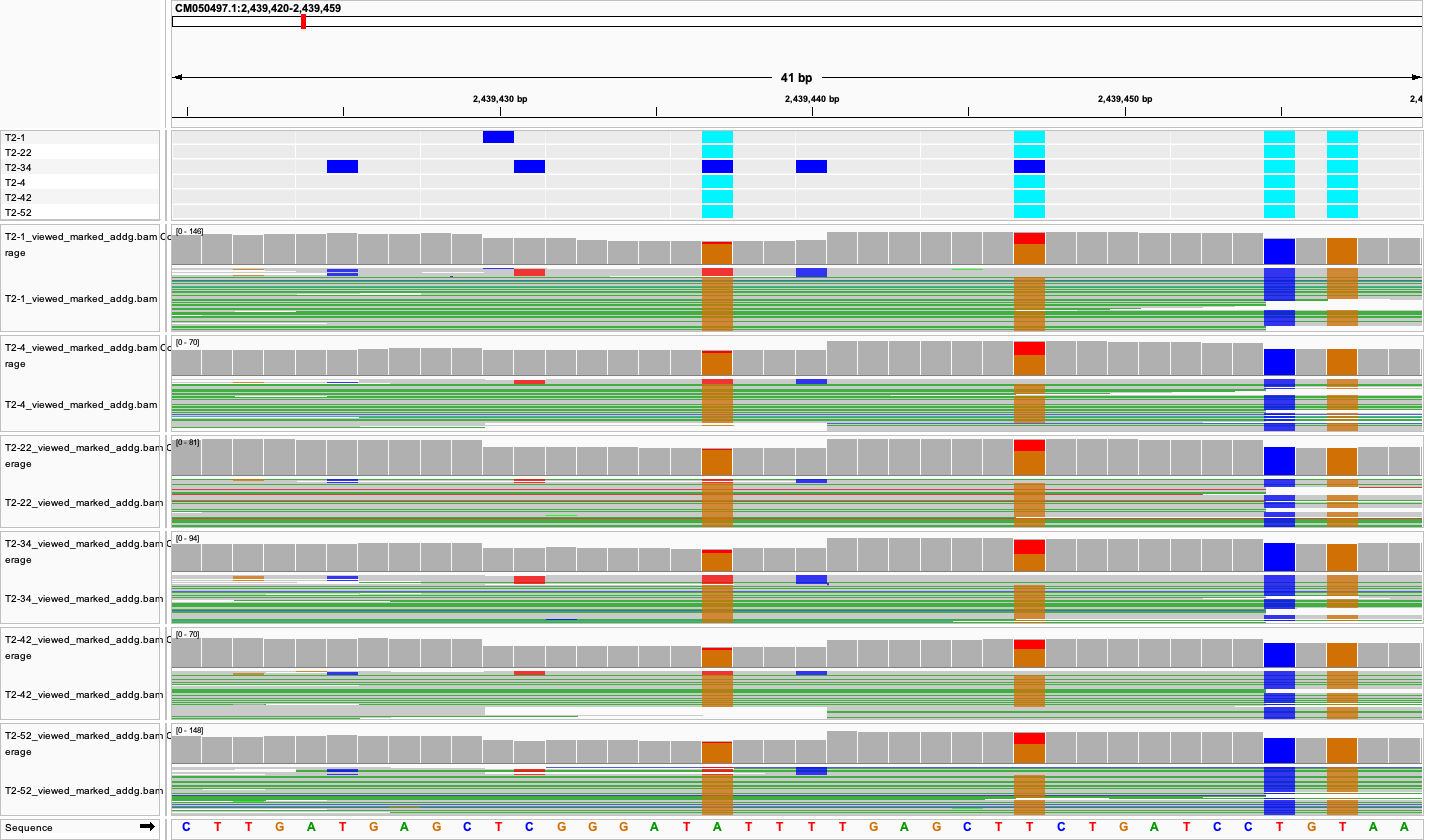 CM050497.1:2,439,420-2,439,459
41 bp
2,439,430 bp
2,439,440 bp
2,439,450 bp
2,4
T2-1
T2-22
T2-34
T2-4
T2-42
T2-52
T2-1_viewed_marked_addg.bam Co
rage
[0 - 146]
T2-1_viewed_marked_addg.bam
T2-4_viewed_marked_addg.bam Co
rage
[0 - 70]
T2-4_viewed_marked_addg.bam
T2-22_viewed_marked_addg.bam C
erage
[0 - 81]
T2-22_viewed_marked_addg.bam
T2-34_viewed_marked_addg.bam C
erage
[0 - 94]
T2-34_viewed_marked_addg.bam
T2-42_viewed_marked_addg.bam C
erage
[0 - 70]
T2-42_viewed_marked_addg.bam
T2-52_viewed_marked_addg.bam C
erage
[0 - 148]
T2-52_viewed_marked_addg.bam
Sequence
C T T G A T G A G C T C G G G A T A T T T T G A G C T T C T G A T C C T G T A A